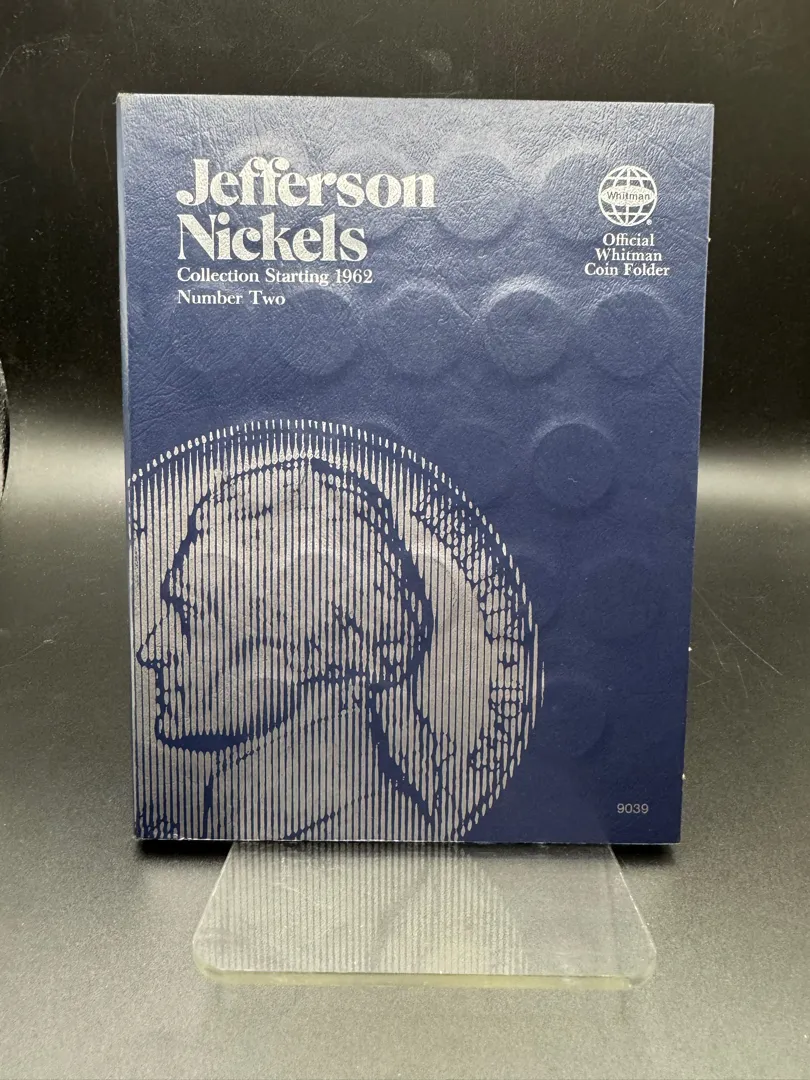 Jefferson
Nickels
Collection Starting 1962
Number Two
Whitman
®
Official
Whitman
Coin Folder
9039